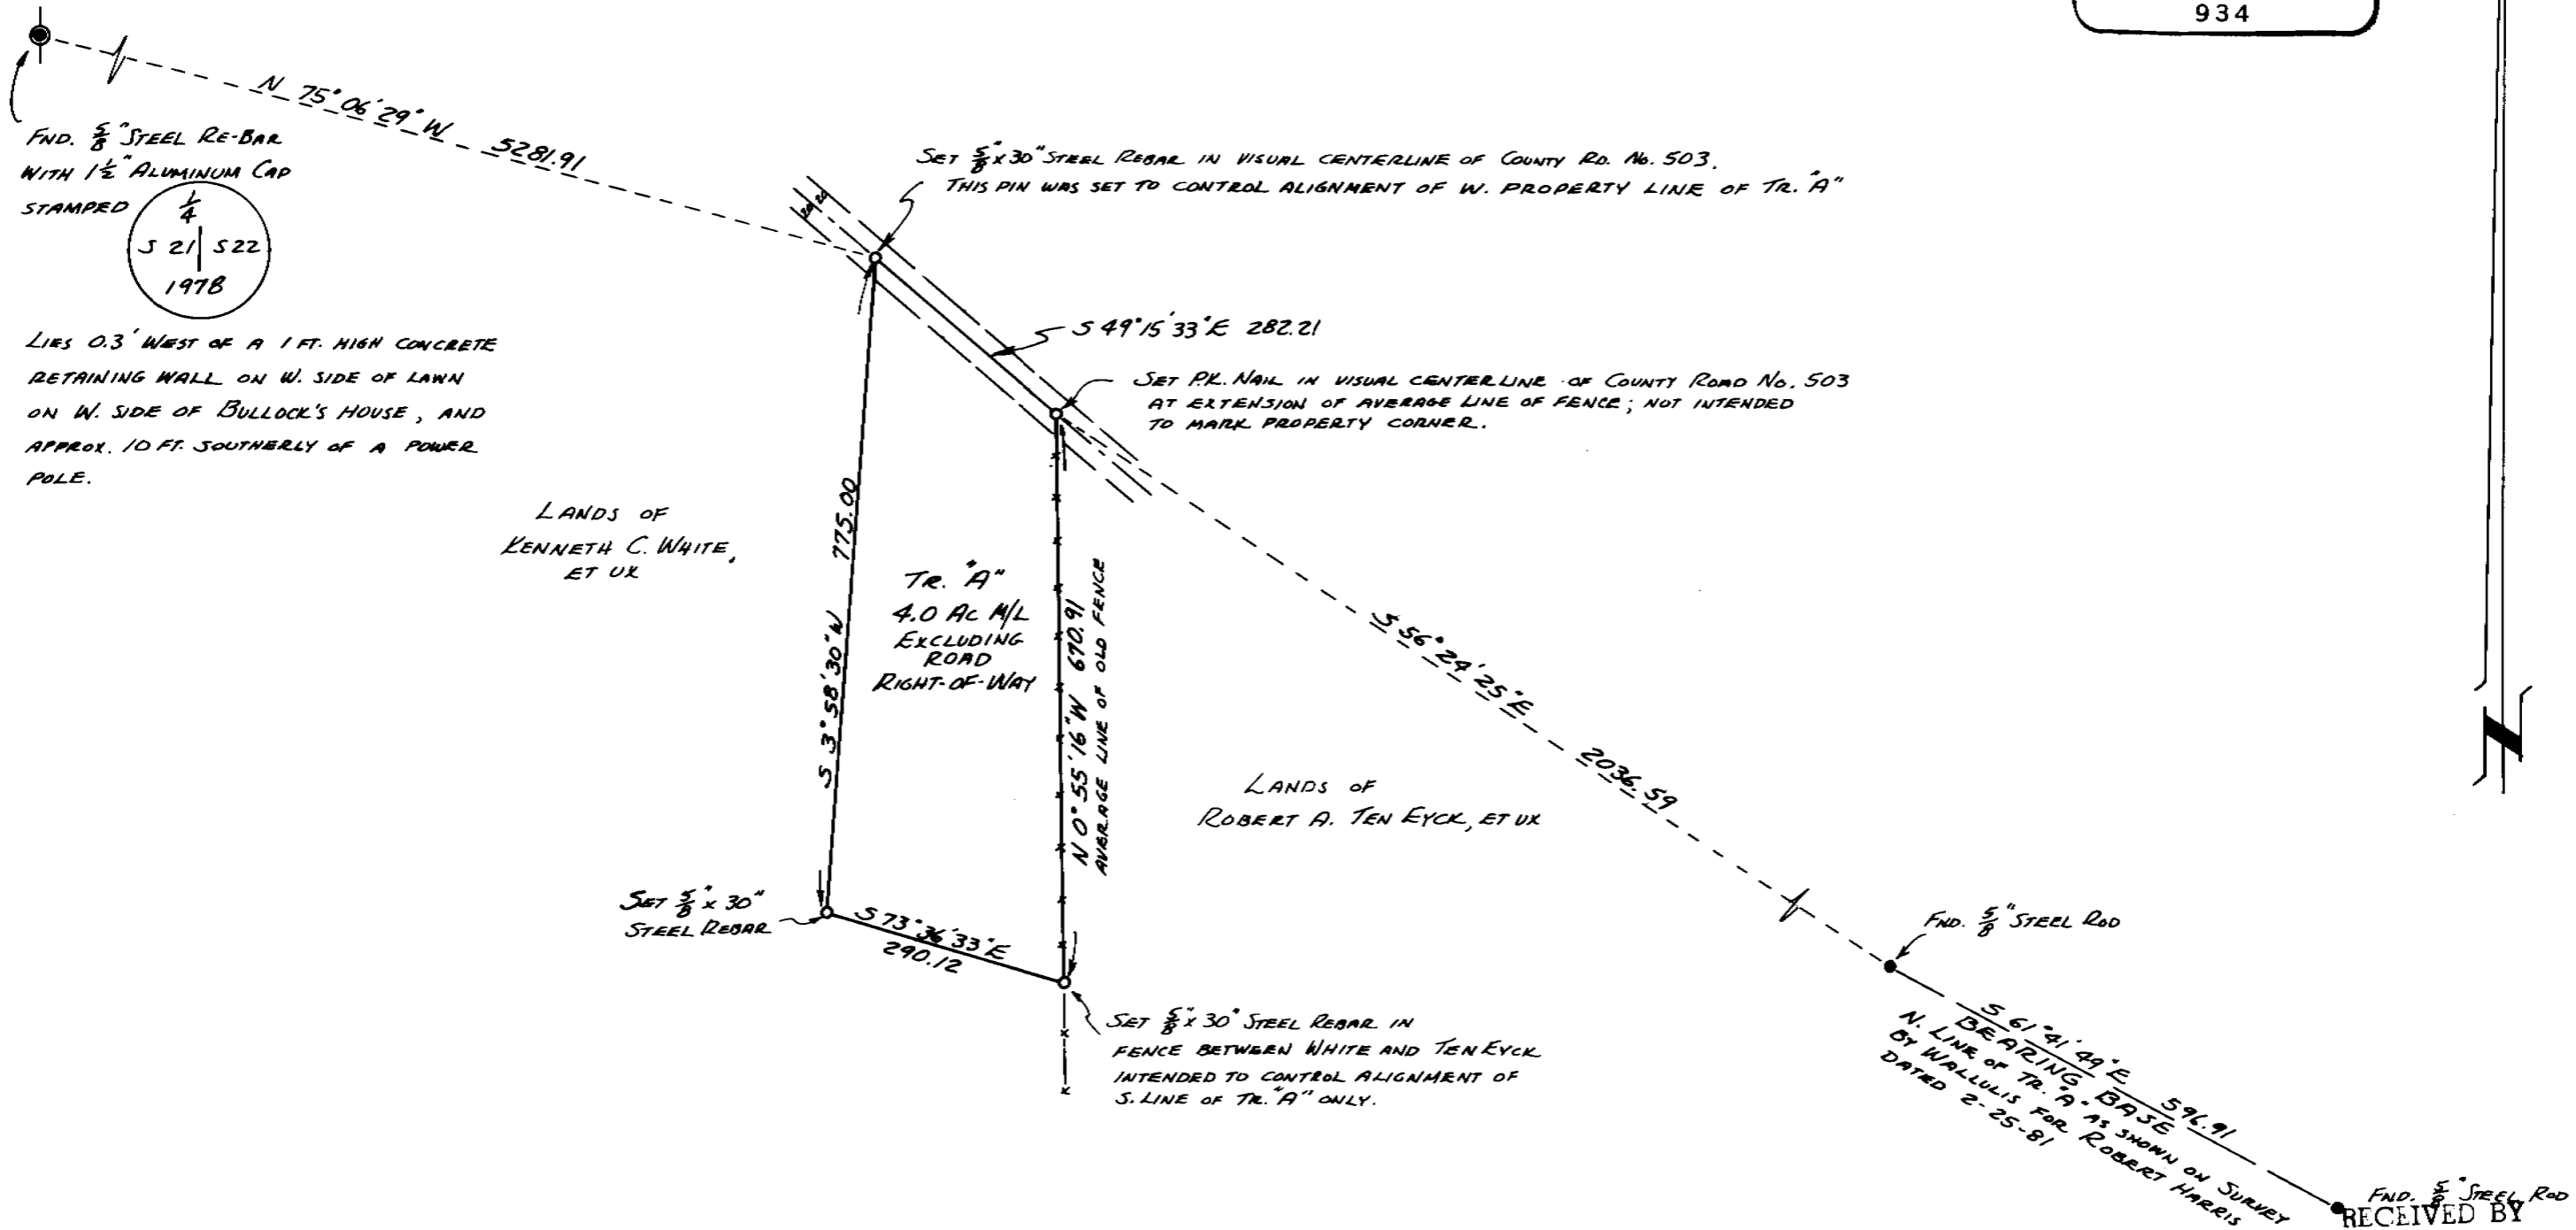 934
N 75° 06' 29" W 5281.91
FND. 5/8" STEEL RE-BAR
WITH 1 1/2" ALUMINUM CAP
STAMPED
1/4
S 21 | S 22
1978
LIES 0.3' WEST OF A 1 FT. HIGH CONCRETE
RETAINING WALL ON W. SIDE OF LAWN
ON W. SIDE OF BULLOCK'S HOUSE, AND
APPROX. 10 FT. SOUTHERLY OF A POWER
POLE.
SET 5/8" x 30" STEEL REBAR IN VISUAL CENTERLINE OF COUNTY RD. No. 503.
THIS PIN WAS SET TO CONTROL ALIGNMENT OF W. PROPERTY LINE OF TR. "A"
20 20
S 49° 15' 33" E 282.21
SET P.K. NAIL IN VISUAL CENTERLINE OF COUNTY ROAD No. 503
AT EXTENSION OF AVERAGE LINE OF FENCE; NOT INTENDED
TO MARK PROPERTY CORNER.
LANDS OF
KENNETH C. WHITE,
ET UX
S 3° 58' 30" W 775.00
TR. "A"
4.0 AC M/L
EXCLUDING
ROAD
RIGHT-OF-WAY
N 0° 55' 16" W 670.91
AVERAGE LINE OF OLD FENCE
S 56° 24' 25" E 2036.59
LANDS OF
ROBERT A. TEN EYCK, ET UX
N
SET 5/8" x 30"
STEEL REBAR
S 73° 36' 33" E
290.12
SET 5/8" x 30" STEEL REBAR IN
FENCE BETWEEN WHITE AND TEN EYCK
INTENDED TO CONTROL ALIGNMENT OF
S. LINE OF TR. "A" ONLY.
FND. 5/8" STEEL ROD
S 61° 41' 49" E 596.91
BEARING BASE
N. LINE OF TR. "A" AS SHOWN ON SURVEY
BY WALLULIS FOR ROBERT HARRIS
DATED 2-25-81
FND. 5/8" STEEL ROD
RECEIVED BY